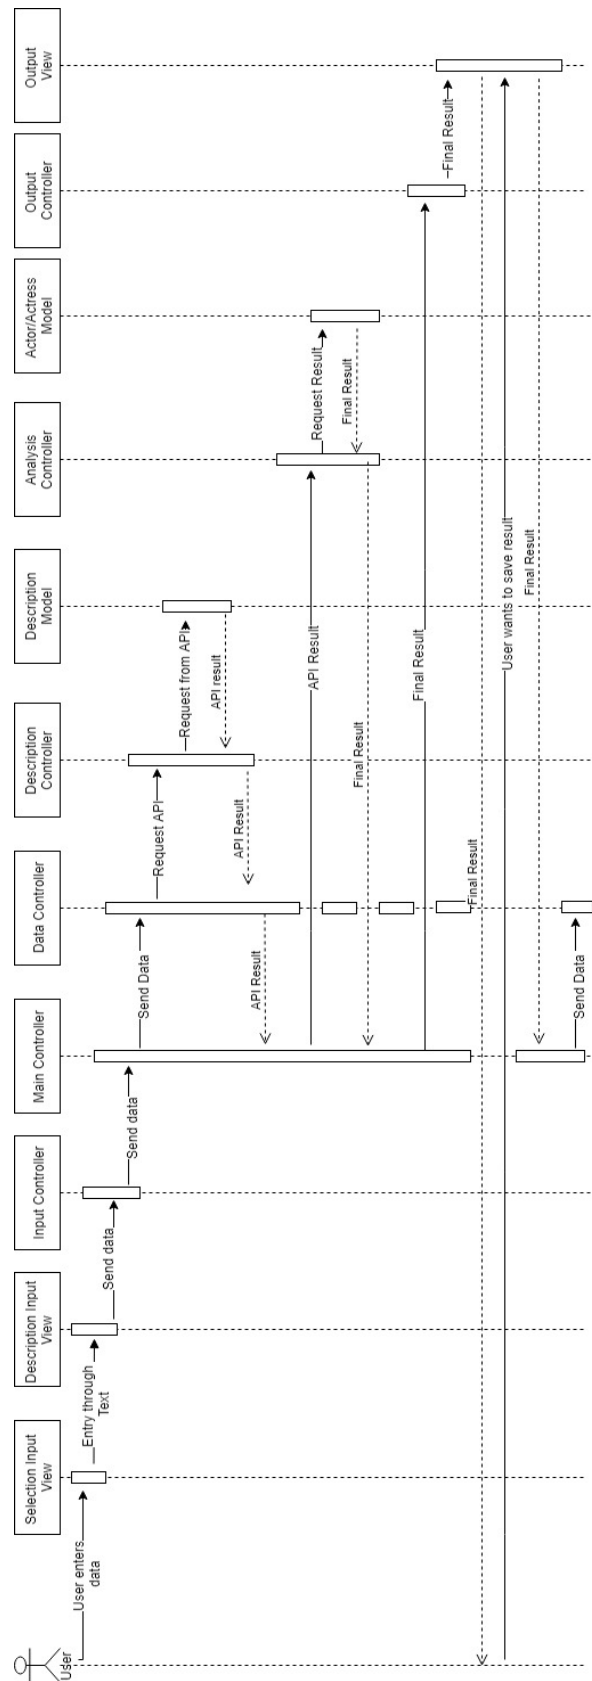 User
Selection Input
View
Description Input
View
Input Controller
Main Controller
Data Controller
Description
Controller
Description
Model
Analysis
Controller
Actor/Actress
Model
Output
Controller
Output
View
User enters
data
Entry through
Text
Send data
Send data
Send Data
Request API
Request from API
API result
API Result
API Result
API Result
Request Result
Final Result
Final Result
Final Result
Final Result
Final Result
User wants to save result
Final Result
Send Data